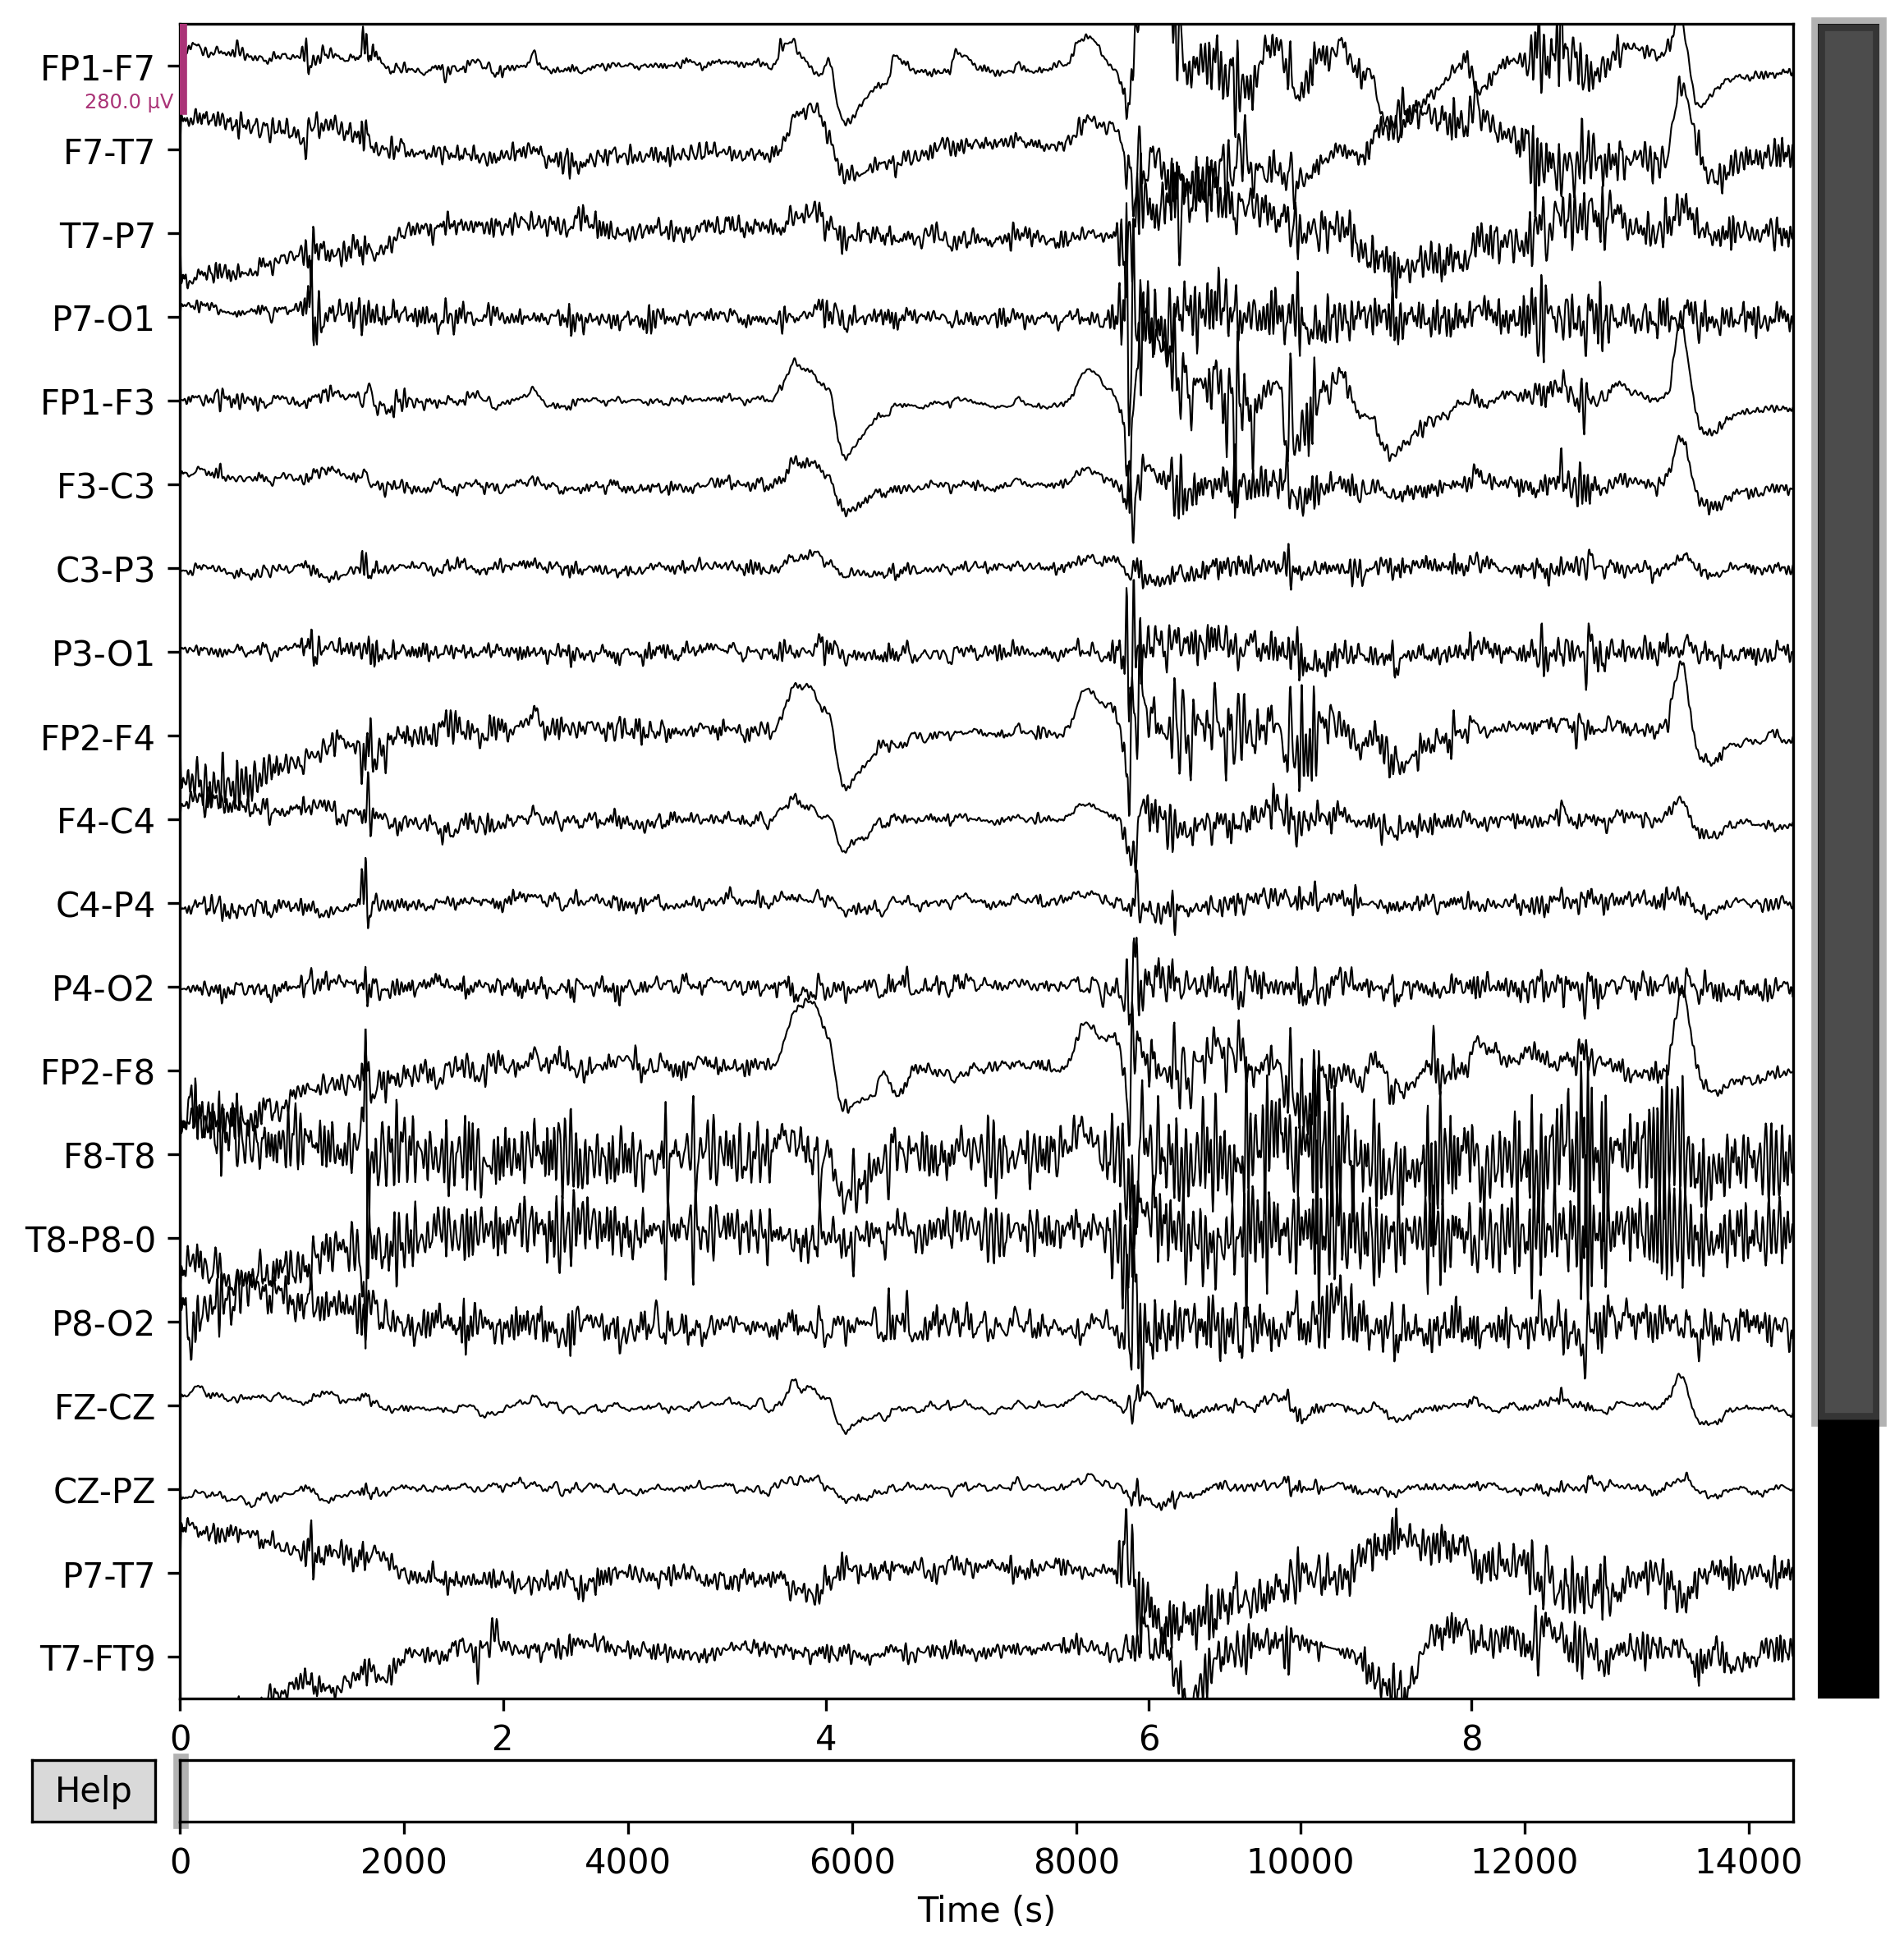 FP1-F7
280.0 µV
F7-T7
T7-P7
P7-O1
FP1-F3
F3-C3
C3-P3
P3-O1
FP2-F4
F4-C4
C4-P4
P4-O2
FP2-F8
F8-T8
T8-P8-0
P8-O2
FZ-CZ
CZ-PZ
P7-T7
T7-FT9
0 2 4 6 8
Help
0 2000 4000 6000 8000 10000 12000 14000
Time (s)